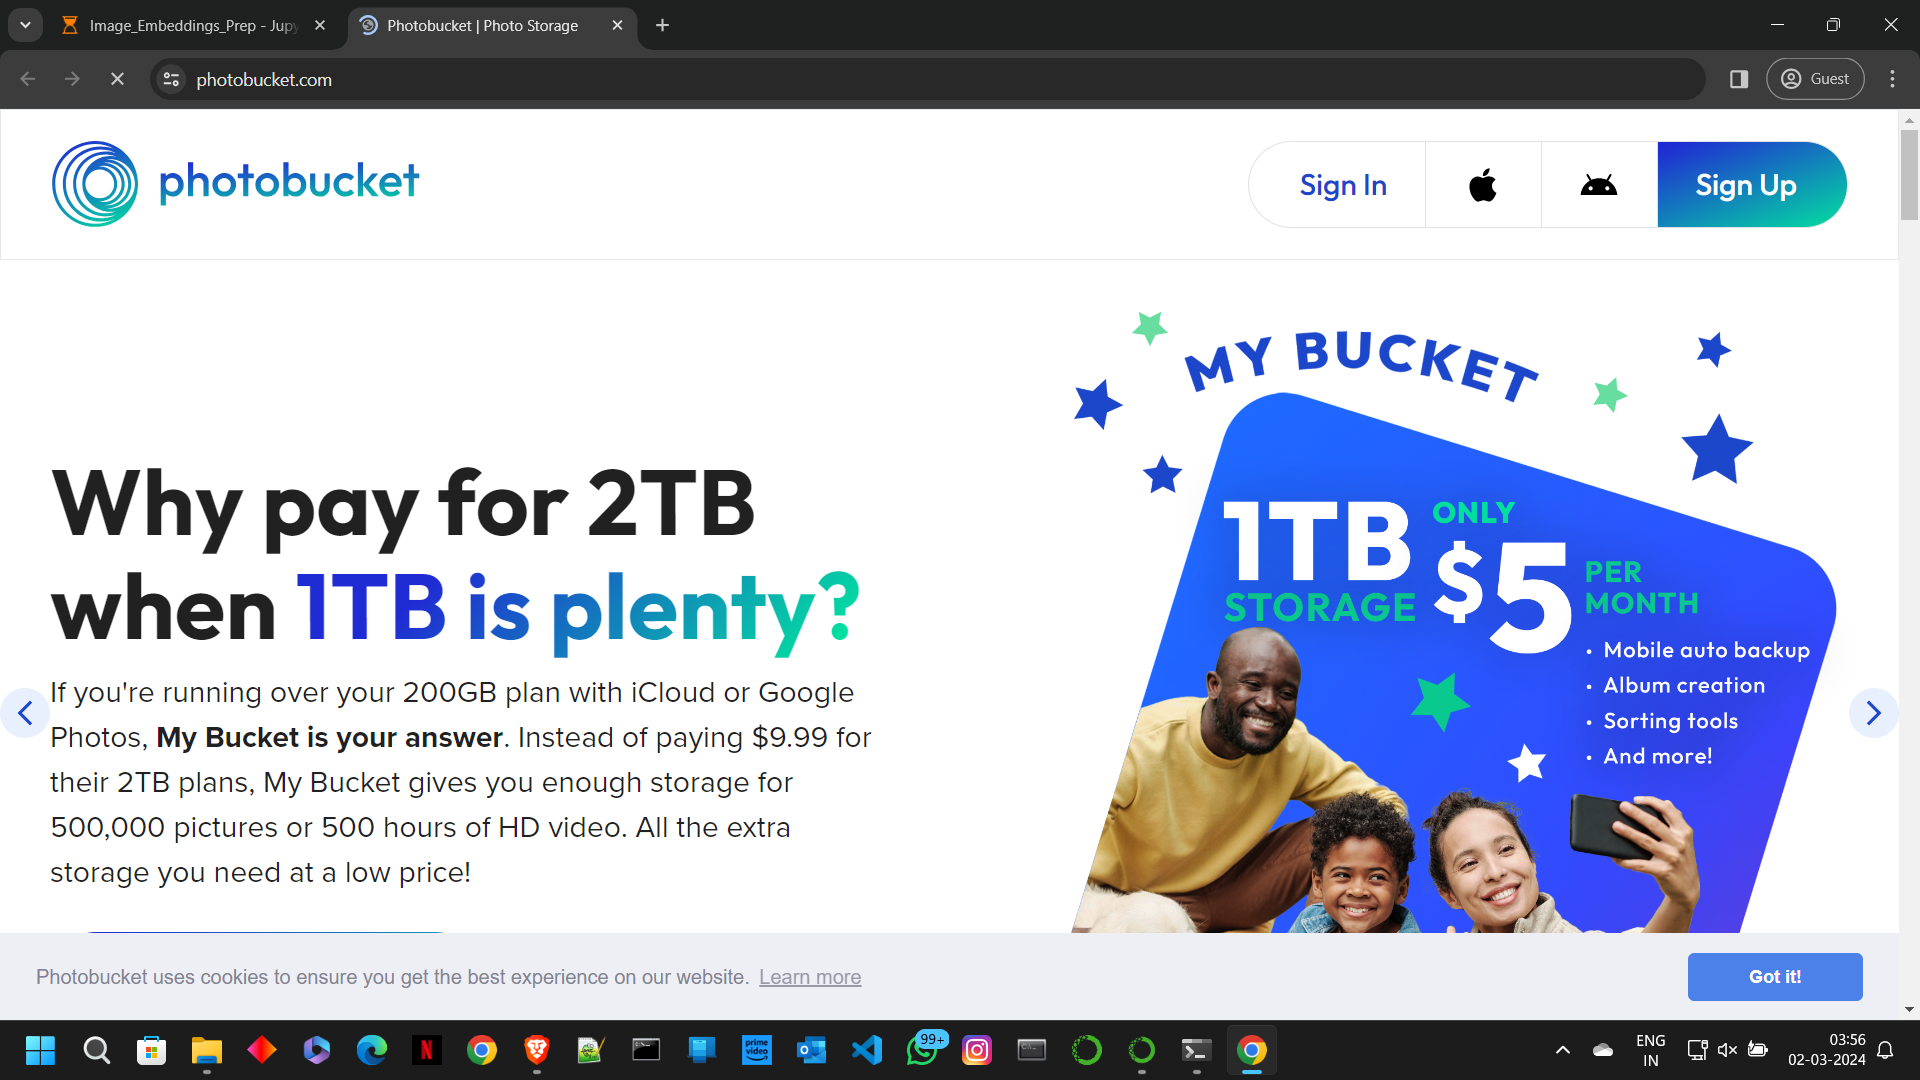 Image_Embeddings_Prep - Jupy
Photobucket | Photo Storage
photobucket.com
Guest
photobucket
Sign In
Sign Up
MY BUCKET
Why pay for 2TB
when 1TB is plenty?
If you're running over your 200GB plan with iCloud or Google
Photos, My Bucket is your answer. Instead of paying $9.99 for
their 2TB plans, My Bucket gives you enough storage for
500,000 pictures or 500 hours of HD video. All the extra
storage you need at a low price!
1TB
STORAGE
ONLY
$5
PER
MONTH
• Mobile auto backup
• Album creation
• Sorting tools
• And more!
Photobucket uses cookies to ensure you get the best experience on our website. Learn more
Got it!
N
prime
video
99+
ENG
IN
03:56
02-03-2024